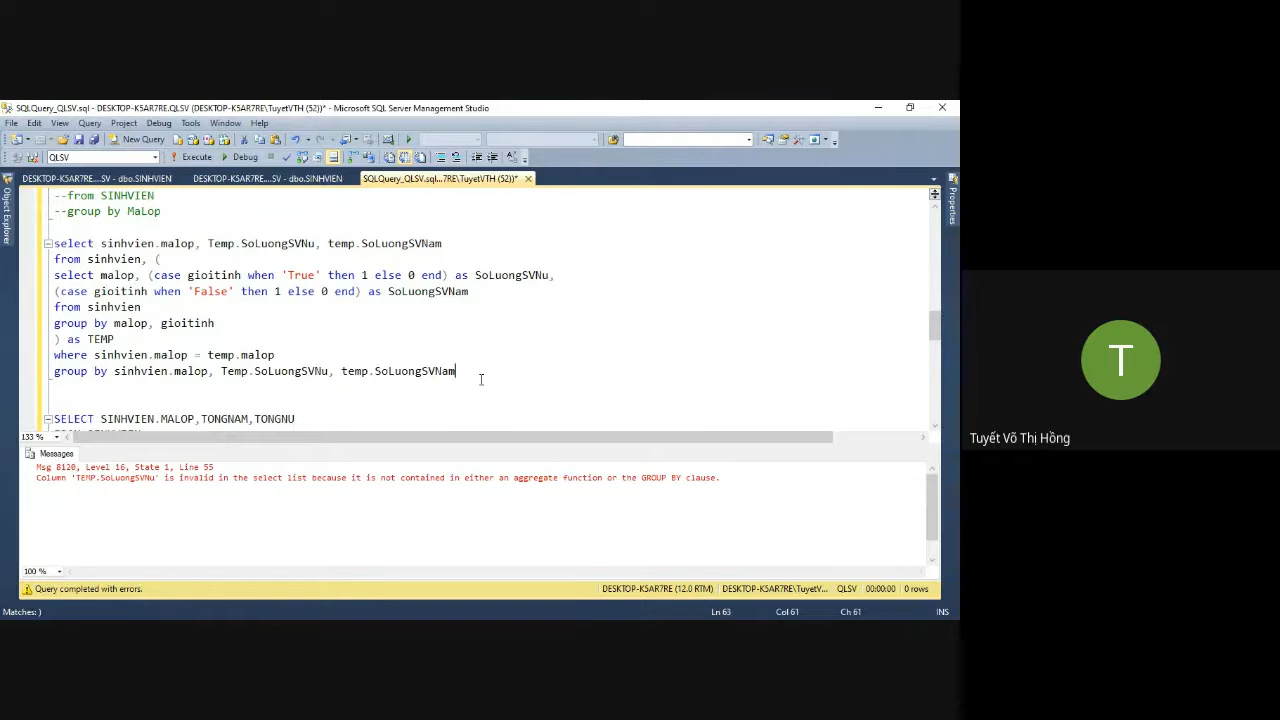 SQLQuery_QLSV.sql - DESKTOP-K5AR7RE.QLSV (DESKTOP-K5AR7RE\TuyetVTH (52))* - Microsoft SQL Server Management Studio
File Edit View Query Project Debug Tools Window Help
New Query
QLSV Execute Debug
DESKTOP-K5AR7RE....SV - dbo.SINHVIEN DESKTOP-K5AR7RE....SV - dbo.SINHVIEN SQLQuery_QLSV.sql...7RE\TuyetVTH (52))*
Object Explorer
Properties
--from SINHVIEN
--group by MaLop
select sinhvien.malop, Temp.SoLuongSVNu, temp.SoLuongSVNam
from sinhvien, (
select malop, (case gioitinh when 'True' then 1 else 0 end) as SoLuongSVNu,
(case gioitinh when 'False' then 1 else 0 end) as SoLuongSVNam
from sinhvien
group by malop, gioitinh
) as TEMP
where sinhvien.malop = temp.malop
group by sinhvien.malop, Temp.SoLuongSVNu, temp.SoLuongSVNam
SELECT SINHVIEN.MALOP,TONGNAM,TONGNU
133 %
Messages
Msg 8120, Level 16, State 1, Line 55
Column 'TEMP.SoLuongSVNu' is invalid in the select list because it is not contained in either an aggregate function or the GROUP BY clause.
100 %
Query completed with errors. DESKTOP-K5AR7RE (12.0 RTM) DESKTOP-K5AR7RE\TuyetV... QLSV 00:00:00 0 rows
Matches: ) Ln 63 Col 61 Ch 61 INS
T
Tuyết Võ Thị Hồng